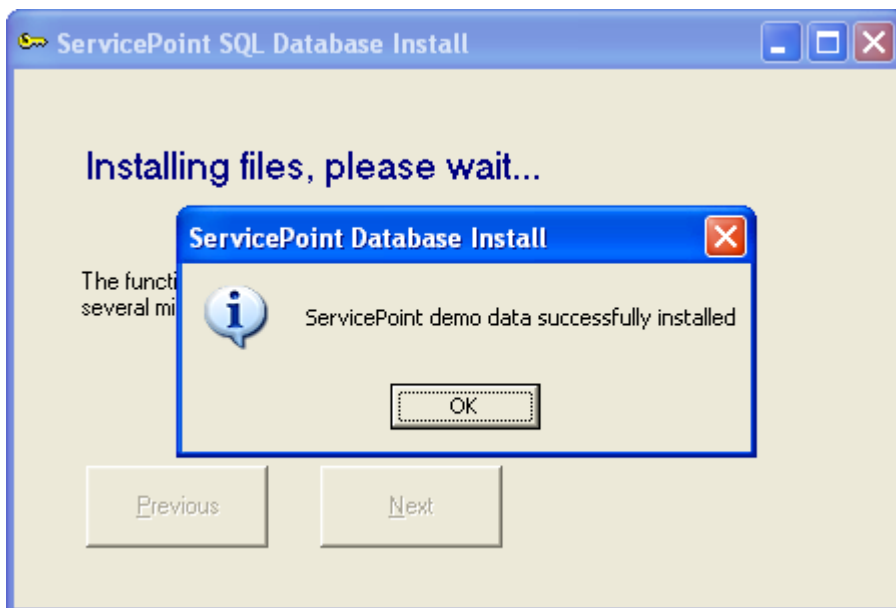 ServicePoint SQL Database Install
Installing files, please wait...
ServicePoint Database Install
The functi
several mi
ServicePoint demo data successfully installed
OK
Previous
Next